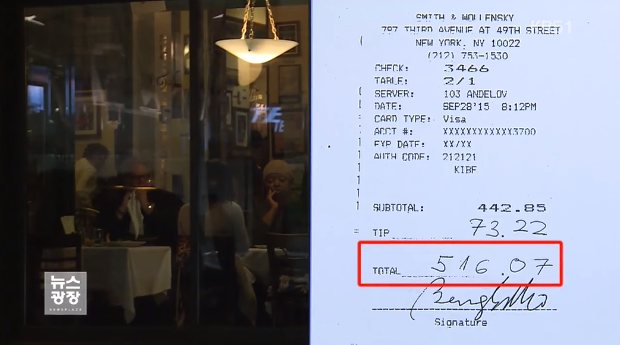 뉴스
광장
KBS1
SMITH & WOLLENSKY
797 THIRD AVENUE AT 49TH STREET
NEW YORK, NY 10022
(212) 753-1530
CHECK: 3466
TABLE: 2/1
SERVER: 103 ANDELOV
DATE: SEP28'15 8:12PM
CARD TYPE: Visa
ACCT #: XXXXXXXXXXXX3700
EXP DATE: XX/XX
AUTH CODE: 212121
KIBF
SUBTOTAL: 442.85
TIP 73.22
TOTAL 516.07
Signature